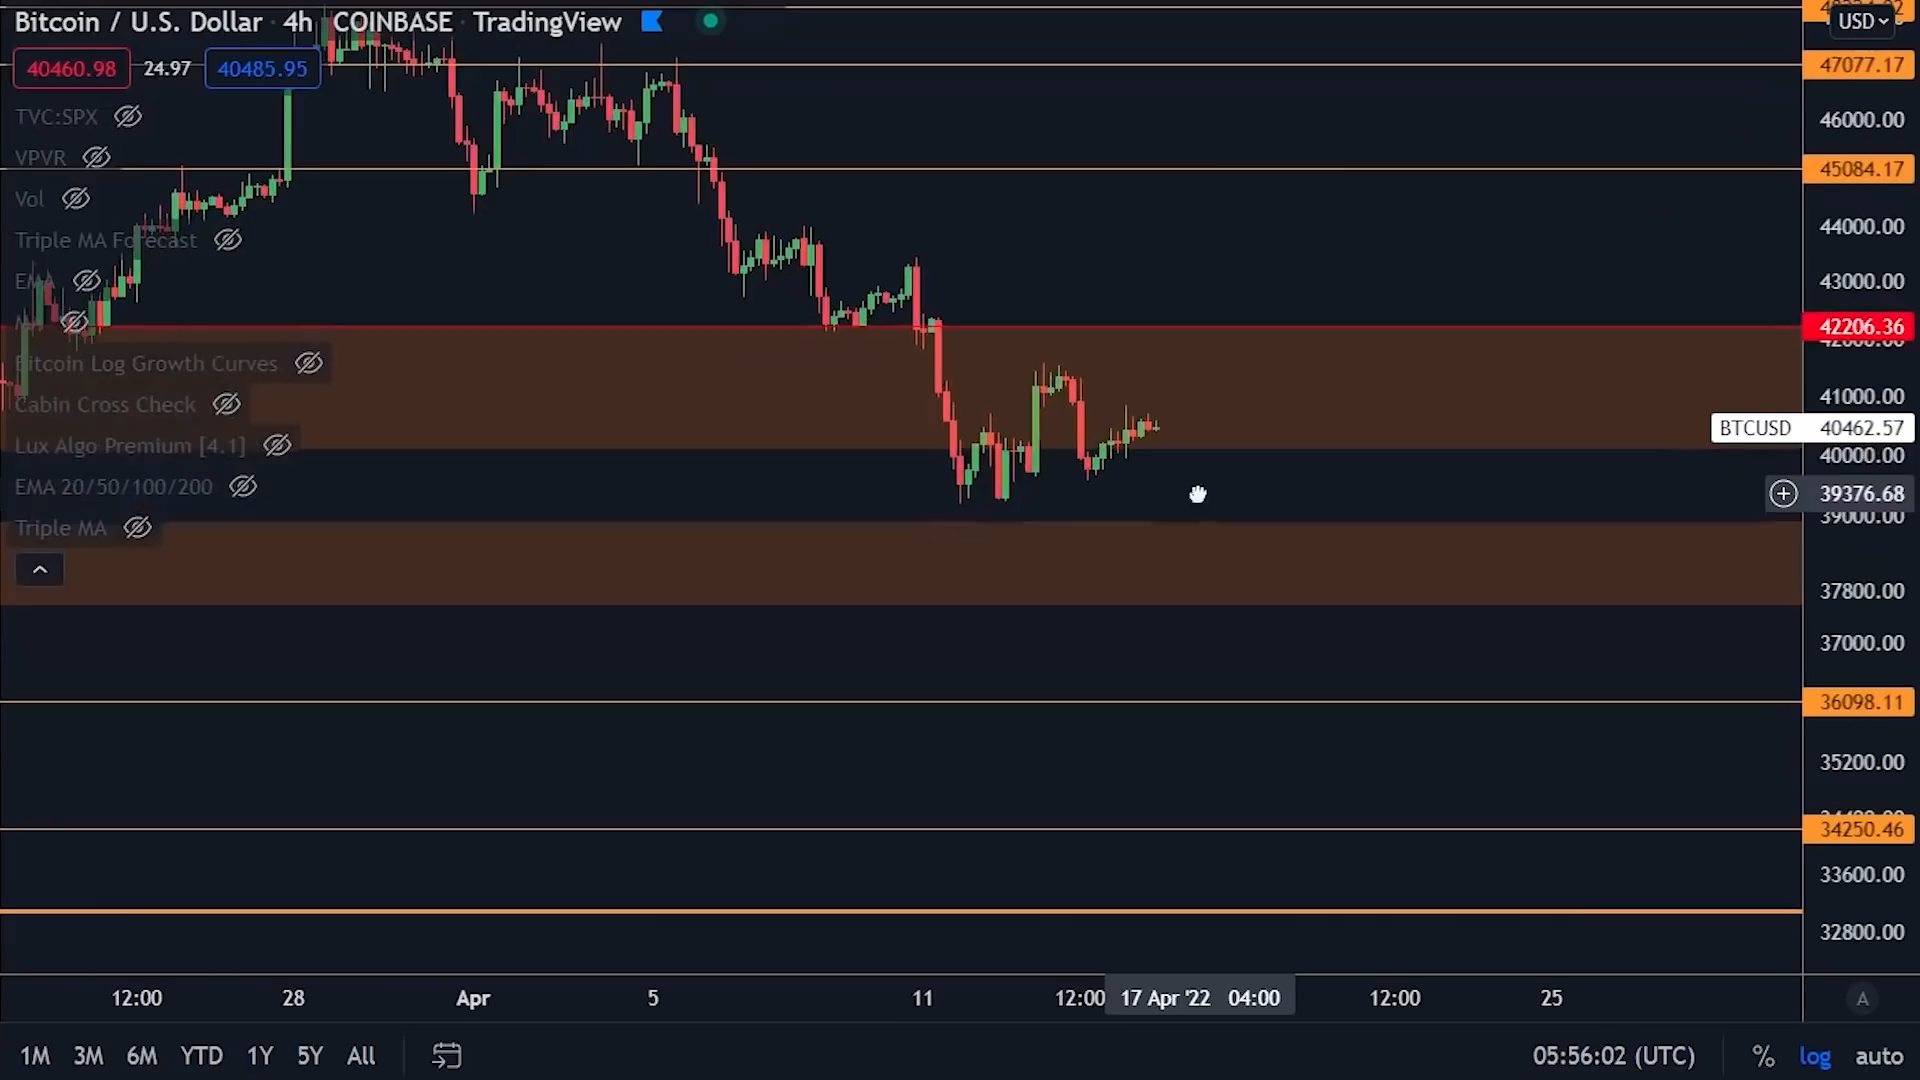 Bitcoin / U.S. Dollar · 4h · COINBASE · TradingView
40460.98 24.97 40485.95
TVC:SPX
VPVR
Vol
Triple MA Forecast
EMA
Bitcoin Log Growth Curves
Cabin Cross Check
Lux Algo Premium [4.1]
EMA 20/50/100/200
Triple MA
USD
47077.17
46000.00
45084.17
44000.00
43000.00
42206.36
42000.00
41000.00
BTCUSD 40462.57
40000.00
39376.68
39000.00
37800.00
37000.00
36098.11
35200.00
34250.46
33600.00
32800.00
12:00 28 Apr 5 11 12:00 17 Apr '22 04:00 12:00 25 A
1M 3M 6M YTD 1Y 5Y All 05:56:02 (UTC) % log auto